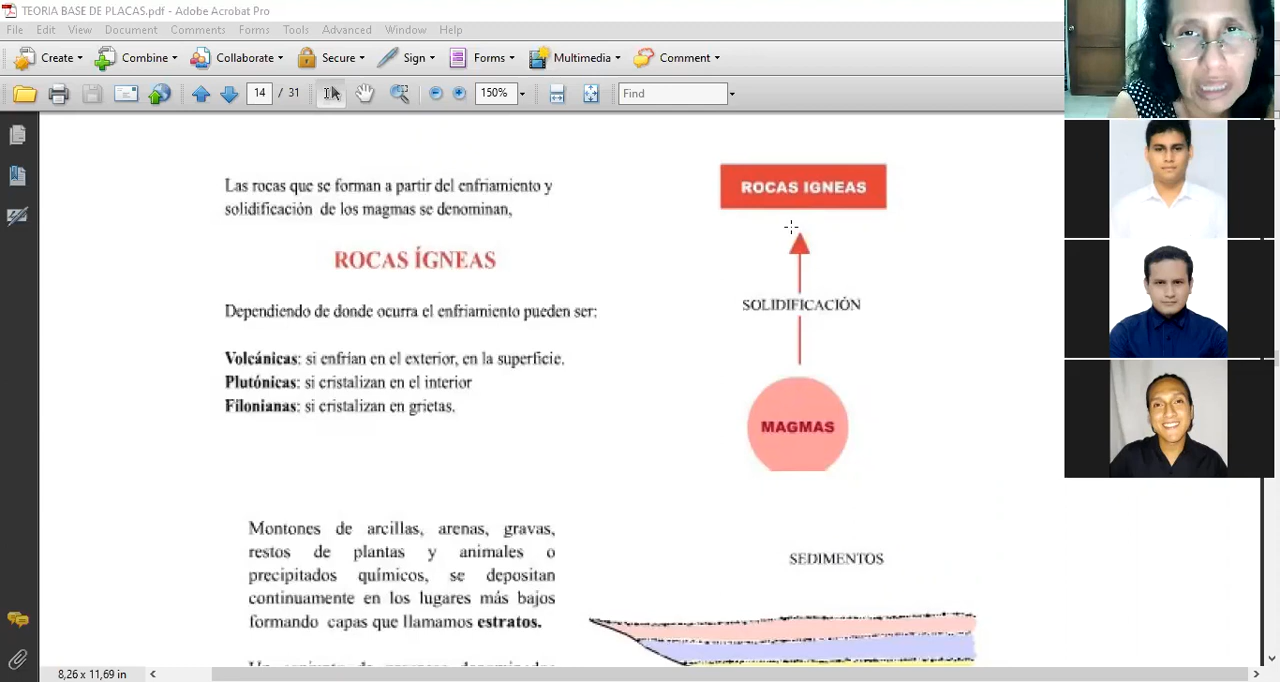 TEORIA BASE DE PLACAS.pdf - Adobe Acrobat Pro
File Edit View Document Comments Forms Tools Advanced Window Help
Create Combine Collaborate Secure Sign Forms Multimedia Comment
14 / 31 150% Find
Las rocas que se forman a partir del enfriamiento y
solidificación de los magmas se denominan,
ROCAS ÍGNEAS
Dependiendo de donde ocurra el enfriamiento pueden ser:
Volcánicas: si enfrían en el exterior, en la superficie.
Plutónicas: si cristalizan en el interior
Filonianas: si cristalizan en grietas.
ROCAS IGNEAS
SOLIDIFICACIÓN
MAGMAS
Montones de arcillas, arenas, gravas,
restos de plantas y animales o
precipitados químicos, se depositan
continuamente en los lugares más bajos
formando capas que llamamos estratos.
SEDIMENTOS
8,26 x 11,69 in